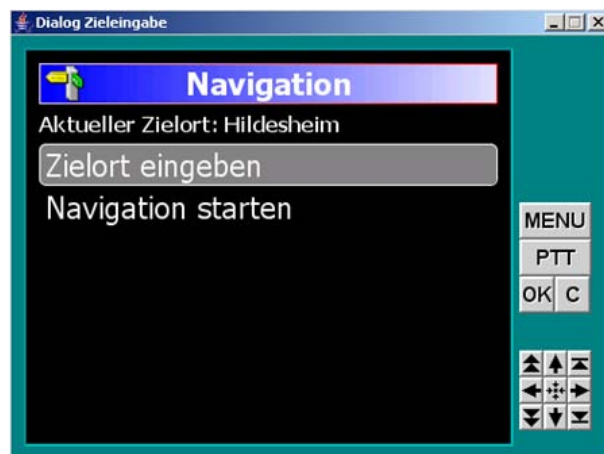 Dialog Zieleingabe
Navigation
Aktueller Zielort: Hildesheim
Zielort eingeben
Navigation starten
MENU
PTT
OK C